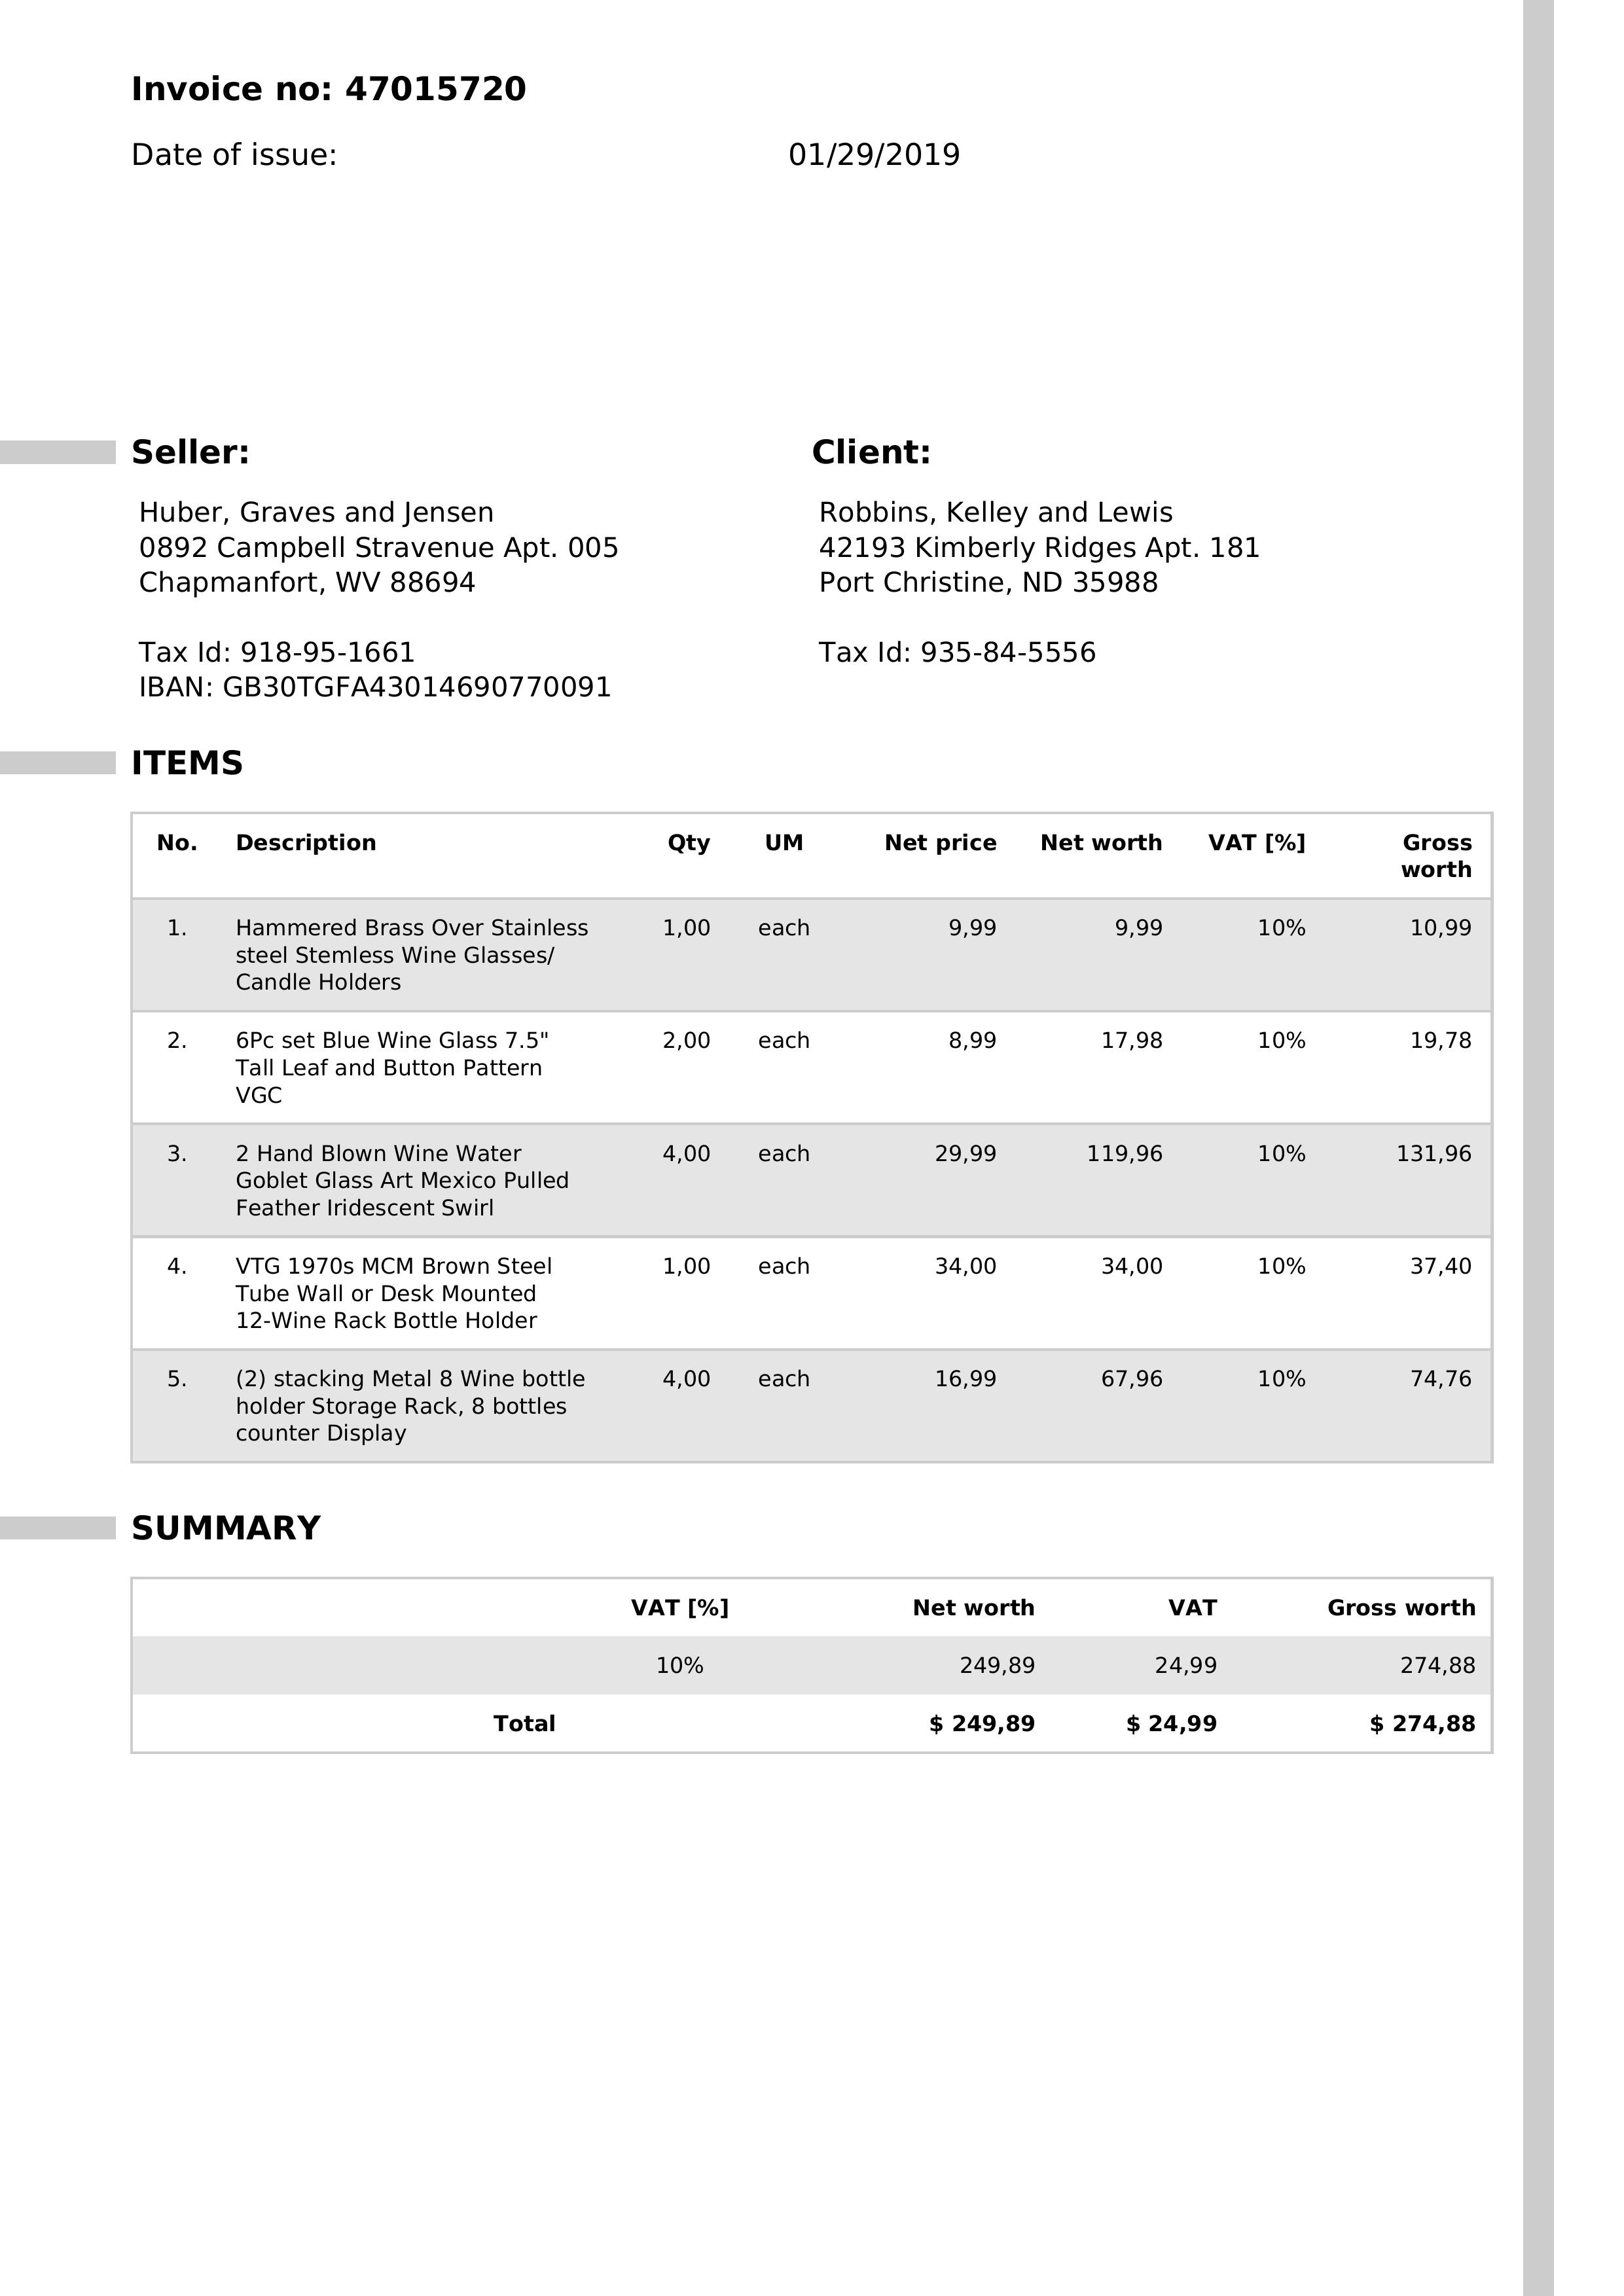 Invoice no: 47015720
Date of issue: 01/29/2019
Seller:
Huber, Graves and Jensen
0892 Campbell Stravenue Apt. 005
Chapmanfort, WV 88694
Tax Id: 918-95-1661
IBAN: GB30TGFA43014690770091
Client:
Robbins, Kelley and Lewis
42193 Kimberly Ridges Apt. 181
Port Christine, ND 35988
Tax Id: 935-84-5556
ITEMS
No. Description Qty UM Net price Net worth VAT [%] Gross
worth
1. Hammered Brass Over Stainless 1,00 each 9,99 9,99 10% 10,99
steel Stemless Wine Glasses/
Candle Holders
2. 6Pc set Blue Wine Glass 7.5" 2,00 each 8,99 17,98 10% 19,78
Tall Leaf and Button Pattern
VGC
3. 2 Hand Blown Wine Water 4,00 each 29,99 119,96 10% 131,96
Goblet Glass Art Mexico Pulled
Feather Iridescent Swirl
4. VTG 1970s MCM Brown Steel 1,00 each 34,00 34,00 10% 37,40
Tube Wall or Desk Mounted
12-Wine Rack Bottle Holder
5. (2) stacking Metal 8 Wine bottle 4,00 each 16,99 67,96 10% 74,76
holder Storage Rack, 8 bottles
counter Display
SUMMARY
VAT [%] Net worth VAT Gross worth
10% 249,89 24,99 274,88
Total $ 249,89 $ 24,99 $ 274,88